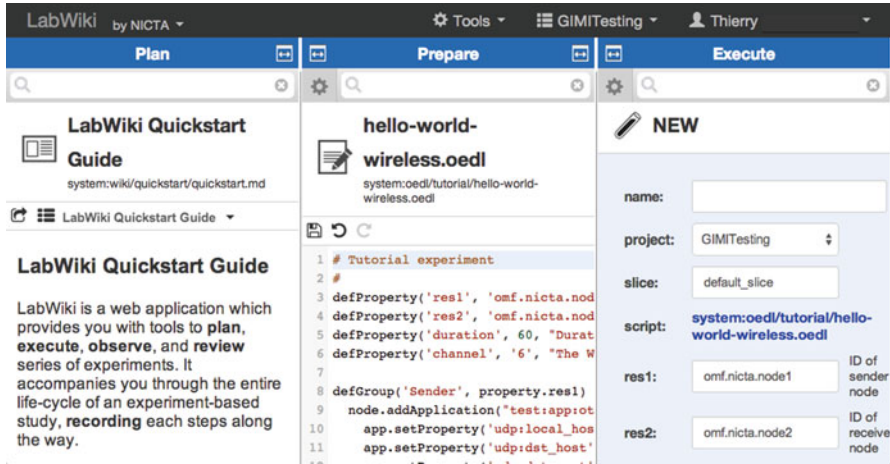 LabWiki by NICTA
Tools
GIMITesting
Thierry
Plan
Prepare
Execute
LabWiki Quickstart
Guide
system:wiki/quickstart/quickstart.md
LabWiki Quickstart Guide
LabWiki Quickstart Guide
LabWiki is a web application which
provides you with tools to plan,
execute, observe, and review
series of experiments. It
accompanies you through the entire
life-cycle of an experiment-based
study, recording each steps along
the way.
hello-world-
wireless.oedl
system:oedl/tutorial/hello-world-
wireless.oedl
1 # Tutorial experiment
2 #
3 defProperty('res1', 'omf.nicta.nod
4 defProperty('res2', 'omf.nicta.nod
5 defProperty('duration', 60, "Durat
6 defProperty('channel', '6', "The W
7
8 defGroup('Sender', property.res1)
9 node.addApplication("test:app:ot
10 app.setProperty('udp:local_hos
11 app.setProperty('udp:dst_host'
NEW
name:
project: GIMITesting
slice: default_slice
script: system:oedl/tutorial/hello-
world-wireless.oedl
res1: omf.nicta.node1 ID of
sender
node
res2: omf.nicta.node2 ID of
receive
node